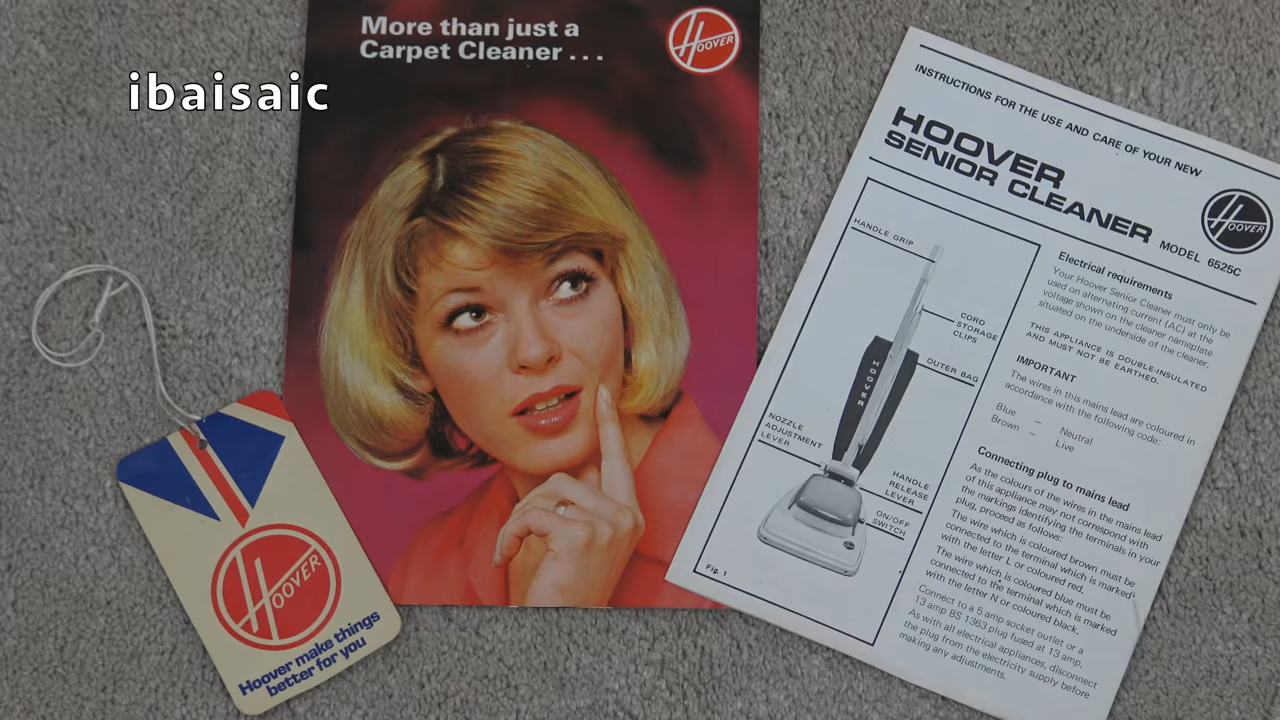 ibaisaic
More than just a
Carpet Cleaner...
HOOVER
Hoover make things
better for you
HOOVER
INSTRUCTIONS FOR THE USE AND CARE OF YOUR NEW
HOOVER
SENIOR CLEANER
MODEL 6525C
HOOVER
HANDLE GRIP
CORD
STORAGE
CLIPS
OUTER BAG
HOOVER
NOZZLE
ADJUSTMENT
LEVER
HANDLE
RELEASE
LEVER
ON/OFF
SWITCH
Fig. 1
Electrical requirements
Your Hoover Senior Cleaner must only be
used on alternating current (AC) at the
voltage shown on the cleaner nameplate
situated on the underside of the cleaner,
THIS APPLIANCE IS DOUBLE-INSULATED
AND MUST NOT BE EARTHED.
IMPORTANT
The wires in this mains lead are coloured in
accordance with the following code:
Blue – Neutral
Brown – Live
Connecting plug to mains lead
As the colours of the wires in the mains lead
of this appliance may not correspond with
the markings identifying the terminals in your
plug, proceed as follows:
The wire which is coloured brown must be
connected to the terminal which is marked
with the letter L or coloured red.
The wire which is coloured blue must be
connected to the terminal which is marked
with the letter N or coloured black,
Connect to a 5 amp socket outlet or a
13 amp BS 1363 plug fused at 13 amp.
As with all electrical appliances, disconnect
the plug from the electricity supply before
making any adjustments.